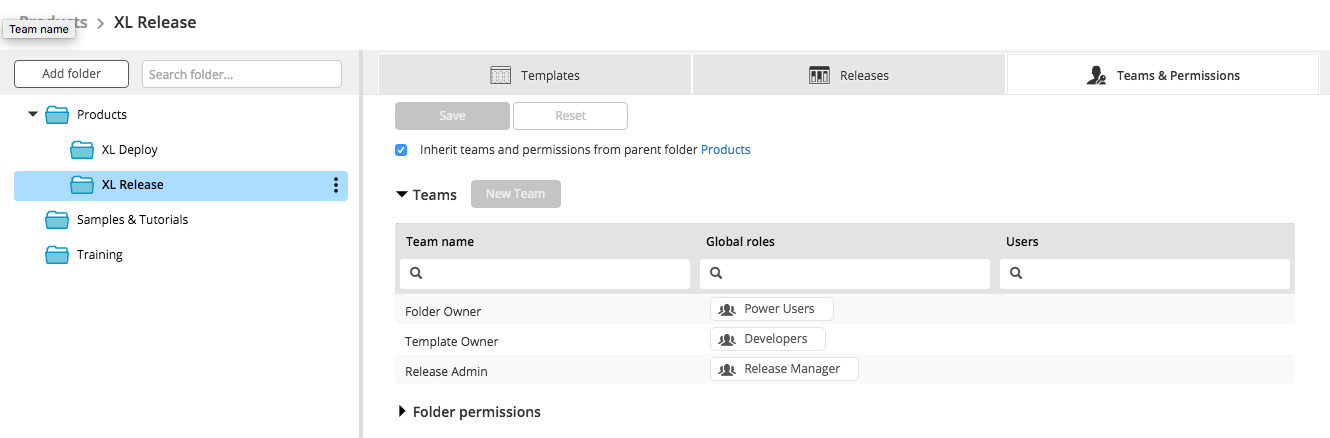 Products > XL Release
Team name
Add folder
Search folder...
Products
XL Deploy
XL Release
Samples & Tutorials
Training
Templates
Releases
Teams & Permissions
Save
Reset
Inherit teams and permissions from parent folder Products
Teams
New Team
Team name Global roles Users
Folder Owner Power Users
Template Owner Developers
Release Admin Release Manager
Folder permissions